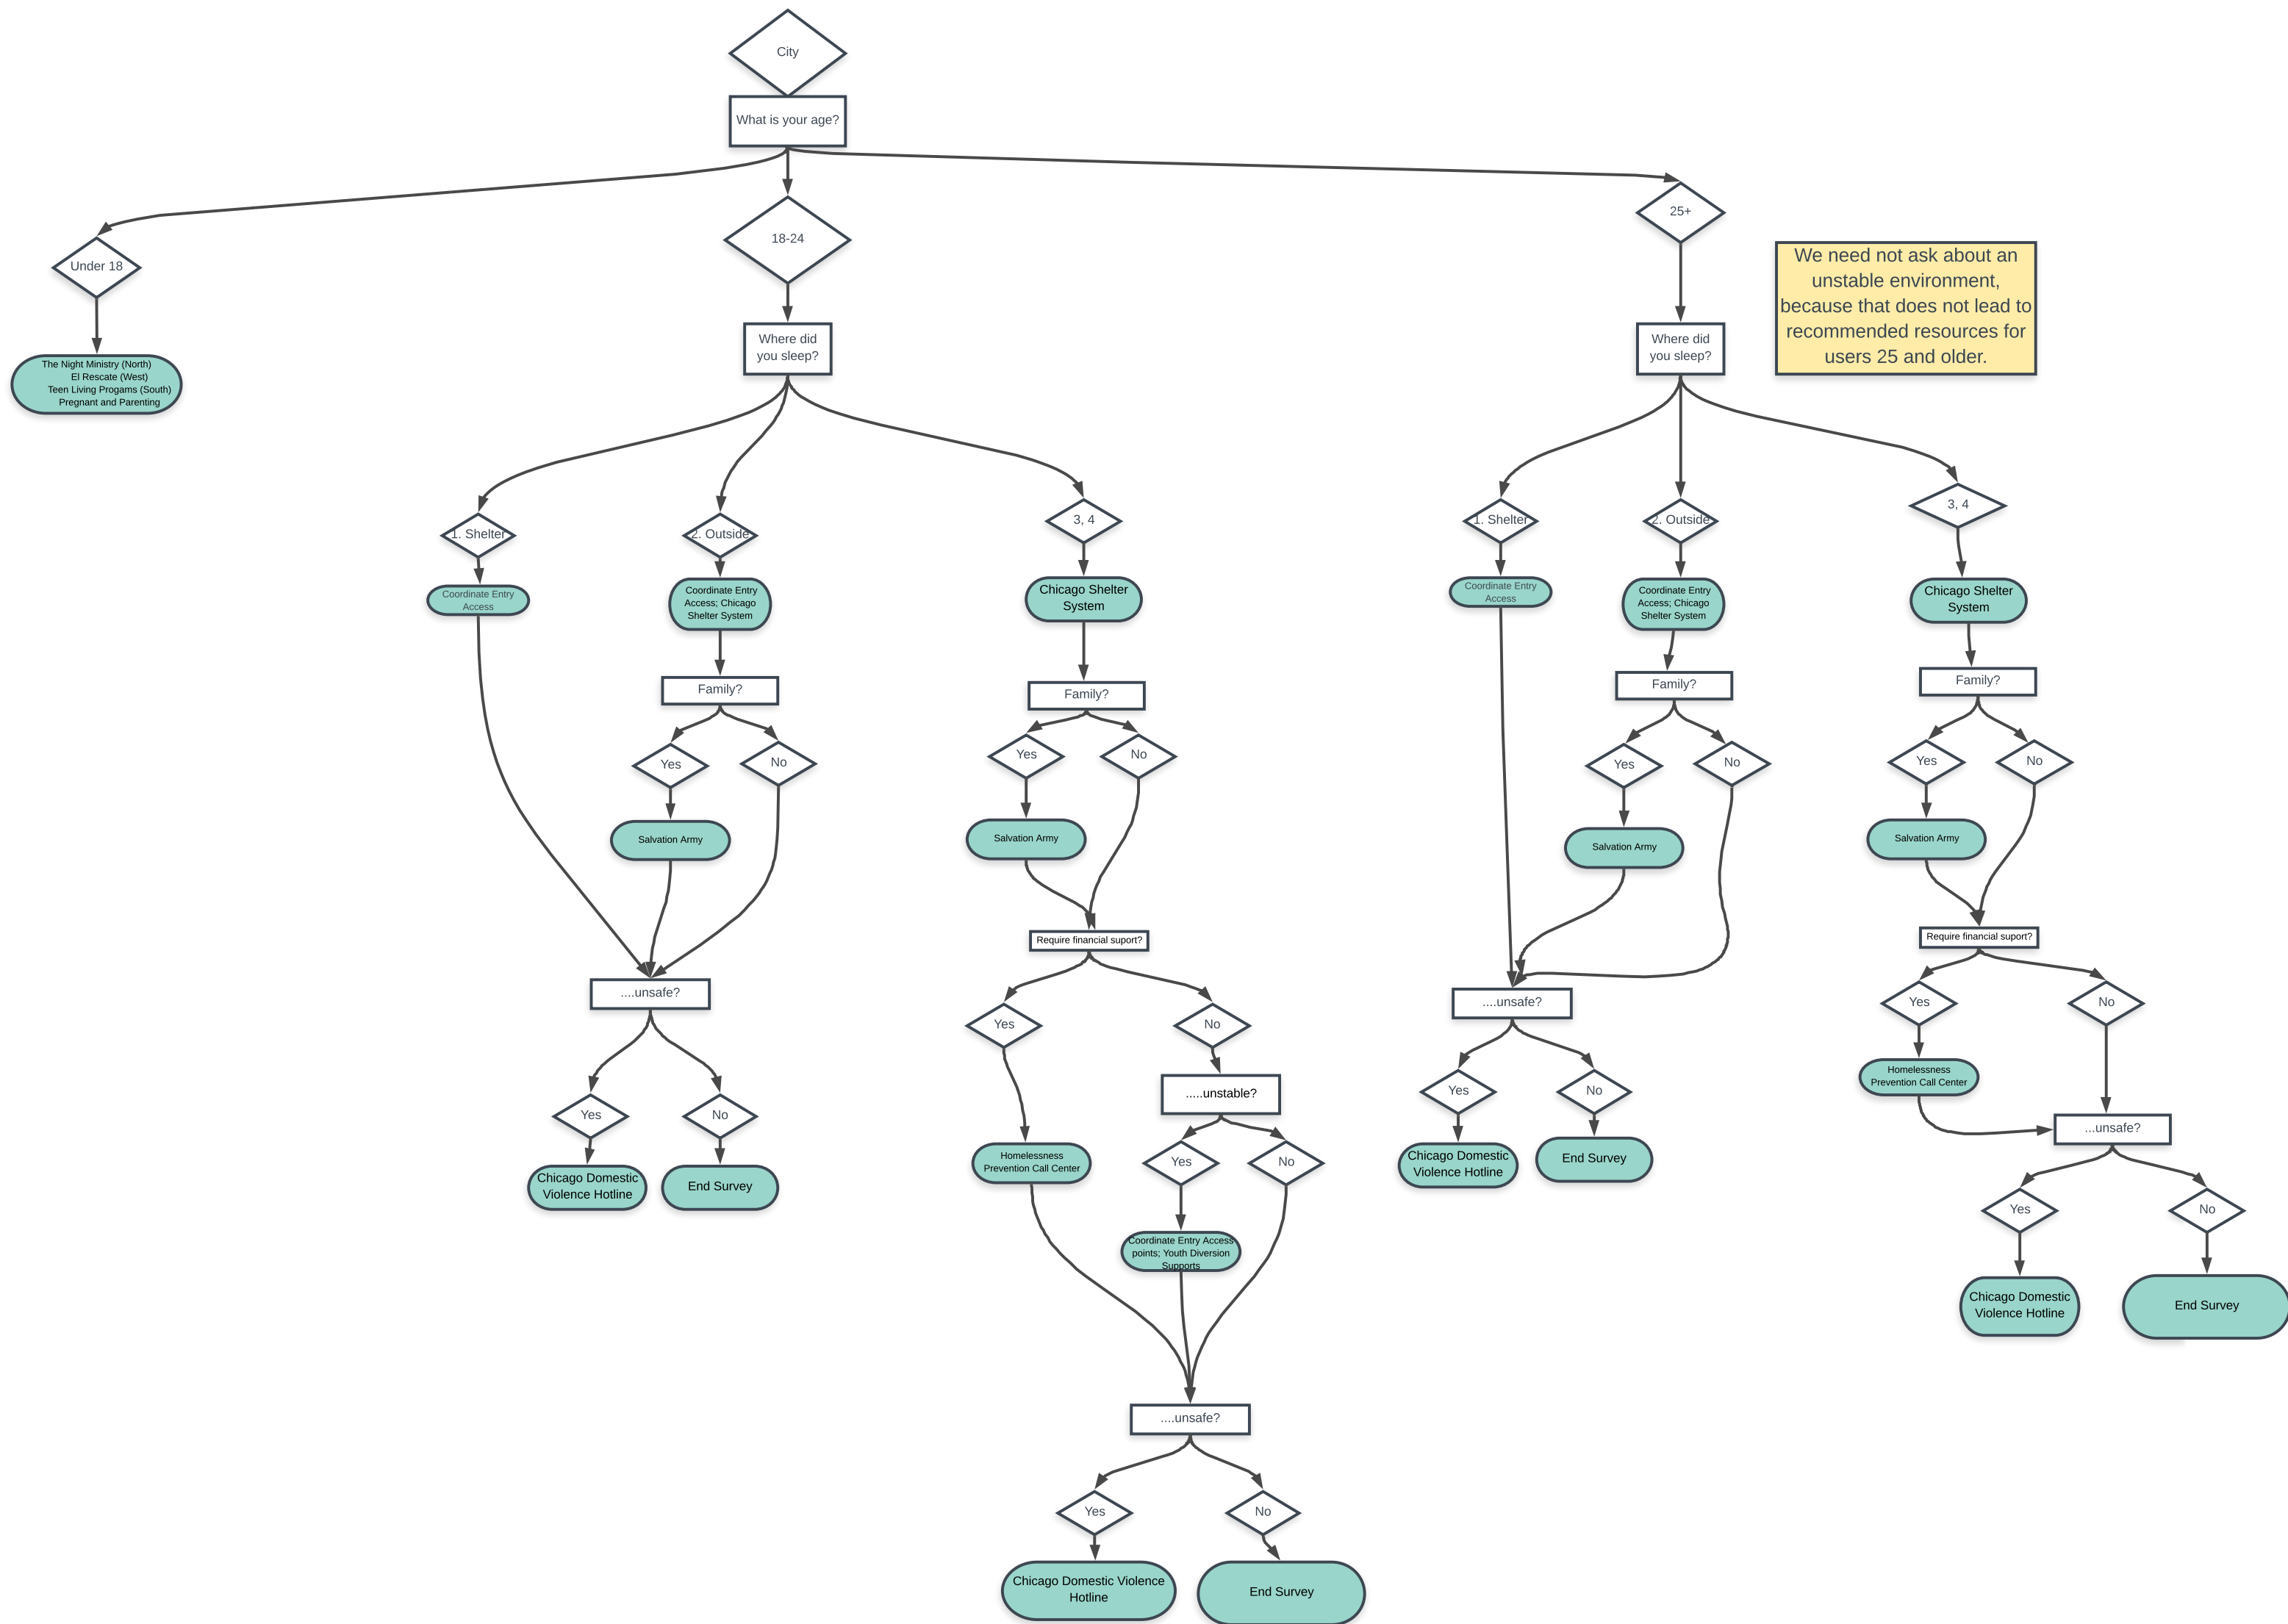 City
What is your age?
Under 18
18-24
25+
We need not ask about an
unstable environment,
because that does not lead to
recommended resources for
users 25 and older.
The Night Ministry (North)
El Rescate (West)
Teen Living Progams (South)
Pregnant and Parenting
Where did
you sleep?
1. Shelter
2. Outside
3, 4
Coordinate Entry
Access
Coordinate Entry
Access; Chicago
Shelter System
Chicago Shelter
System
Family?
Yes
No
Salvation Army
Family?
Yes
No
Salvation Army
....unsafe?
Yes
No
Chicago Domestic
Violence Hotline
End Survey
Require financial suport?
Yes
No
.....unstable?
Homelessness
Prevention Call Center
Yes
No
Coordinate Entry Access
points; Youth Diversion
Supports
....unsafe?
Yes
No
Chicago Domestic Violence
Hotline
End Survey
Where did
you sleep?
1. Shelter
2. Outside
3, 4
Coordinate Entry
Access
Coordinate Entry
Access; Chicago
Shelter System
Chicago Shelter
System
Family?
Yes
No
Salvation Army
Family?
Yes
No
Salvation Army
....unsafe?
Yes
No
Chicago Domestic
Violence Hotline
End Survey
Require financial suport?
Yes
No
Homelessness
Prevention Call Center
...unsafe?
Yes
No
Chicago Domestic
Violence Hotline
End Survey